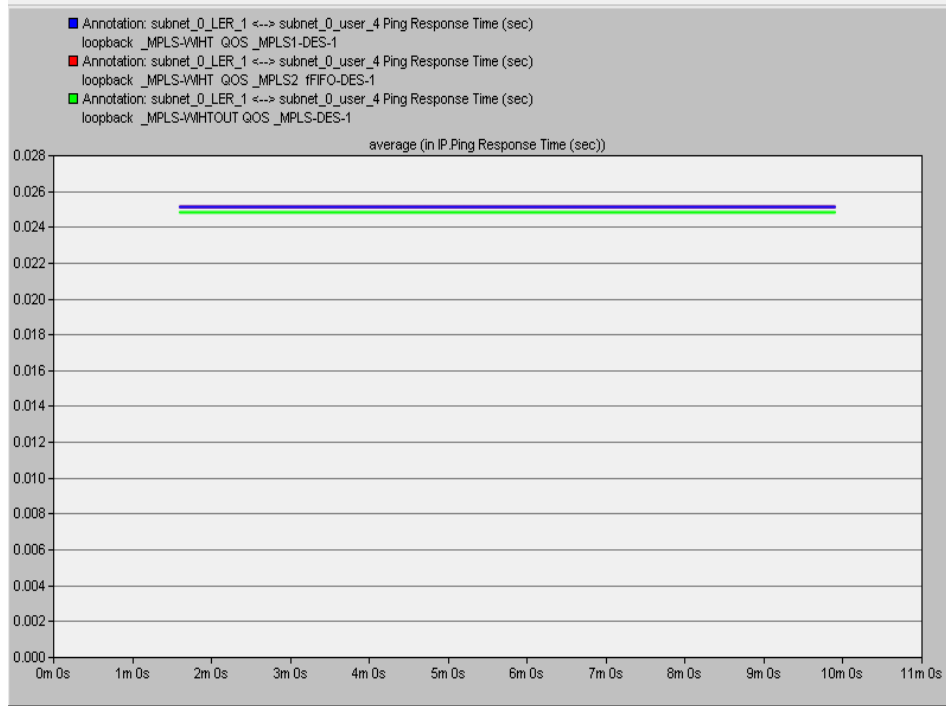 Annotation: subnet_0_LER_1 <--> subnet_0_user_4 Ping Response Time (sec)
loopback _MPLS-WIHT QOS _MPLS1-DES-1
Annotation: subnet_0_LER_1 <--> subnet_0_user_4 Ping Response Time (sec)
loopback _MPLS-WIHT QOS _MPLS2 fFIFO-DES-1
Annotation: subnet_0_LER_1 <--> subnet_0_user_4 Ping Response Time (sec)
loopback _MPLS-WIHTOUT QOS _MPLS-DES-1
average (in IP.Ping Response Time (sec))
0.028
0.026
0.024
0.022
0.020
0.018
0.016
0.014
0.012
0.010
0.008
0.006
0.004
0.002
0.000
0m 0s 1m 0s 2m 0s 3m 0s 4m 0s 5m 0s 6m 0s 7m 0s 8m 0s 9m 0s 10m 0s 11m 0s